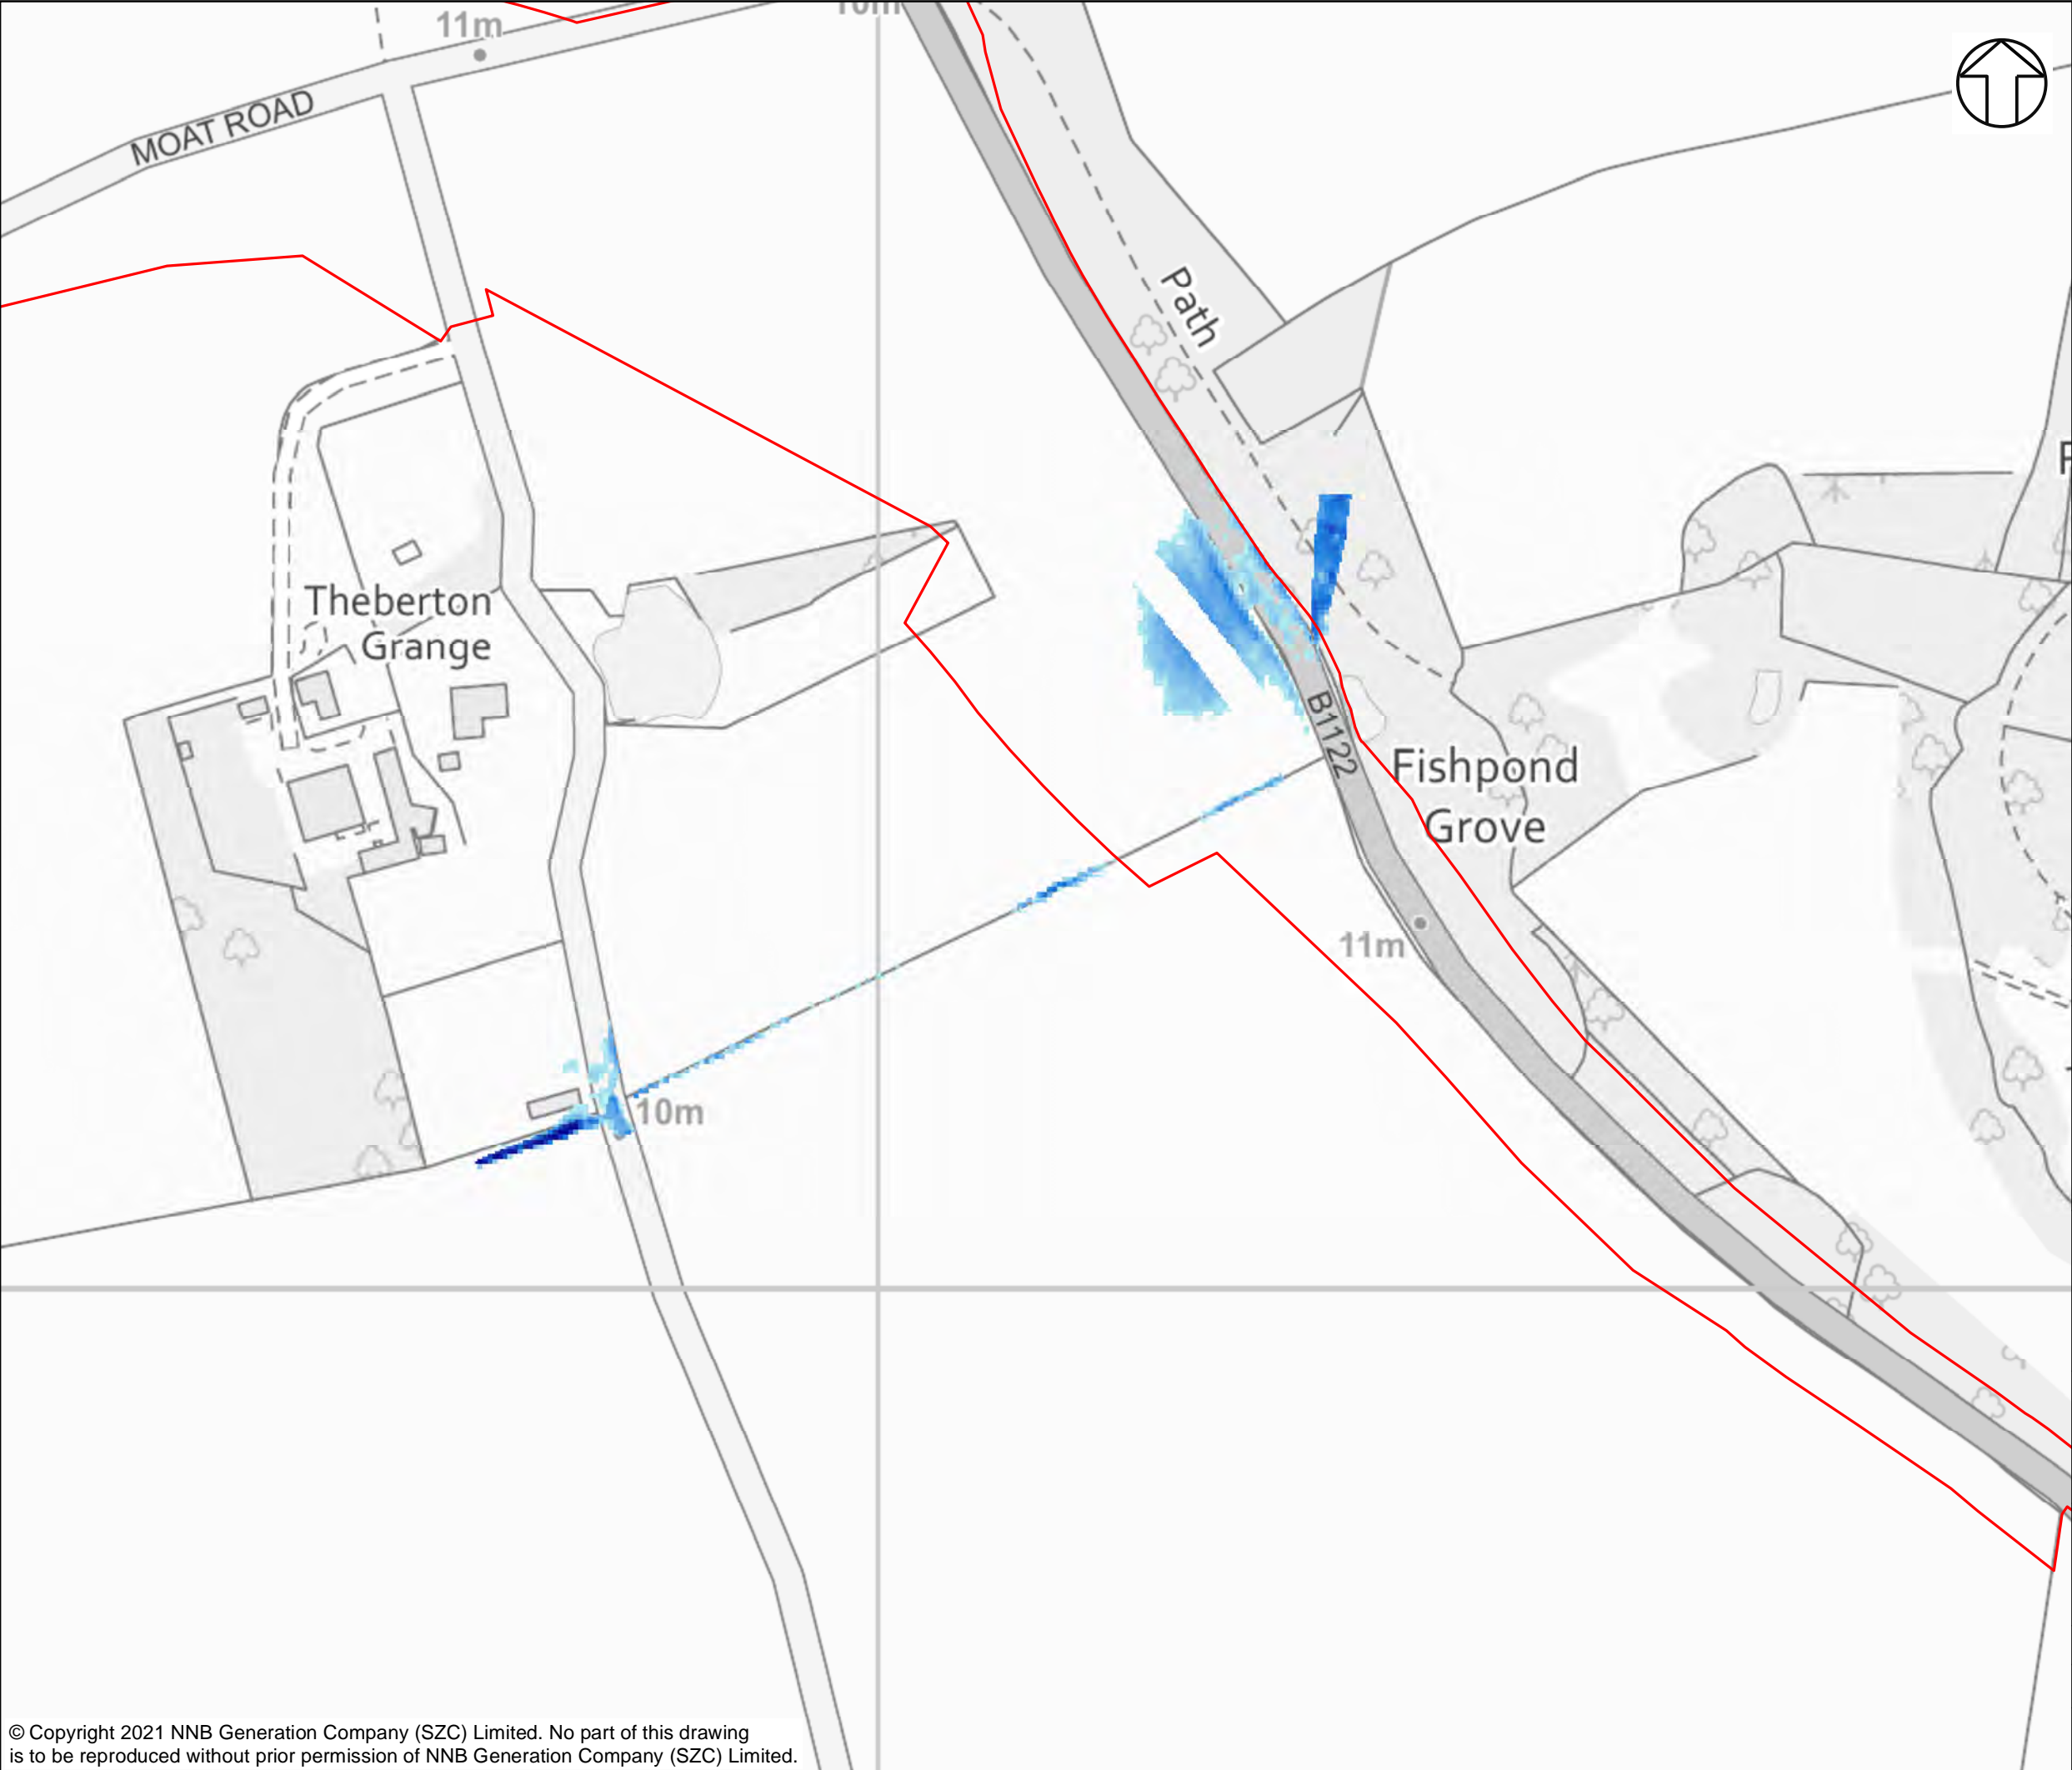 10m
11m
MOAT ROAD
Path
Theberton
Grange
B1122
Fishpond
Grove
11m
10m
© Copyright 2021 NNB Generation Company (SZC) Limited. No part of this drawing
is to be reproduced without prior permission of NNB Generation Company (SZC) Limited.